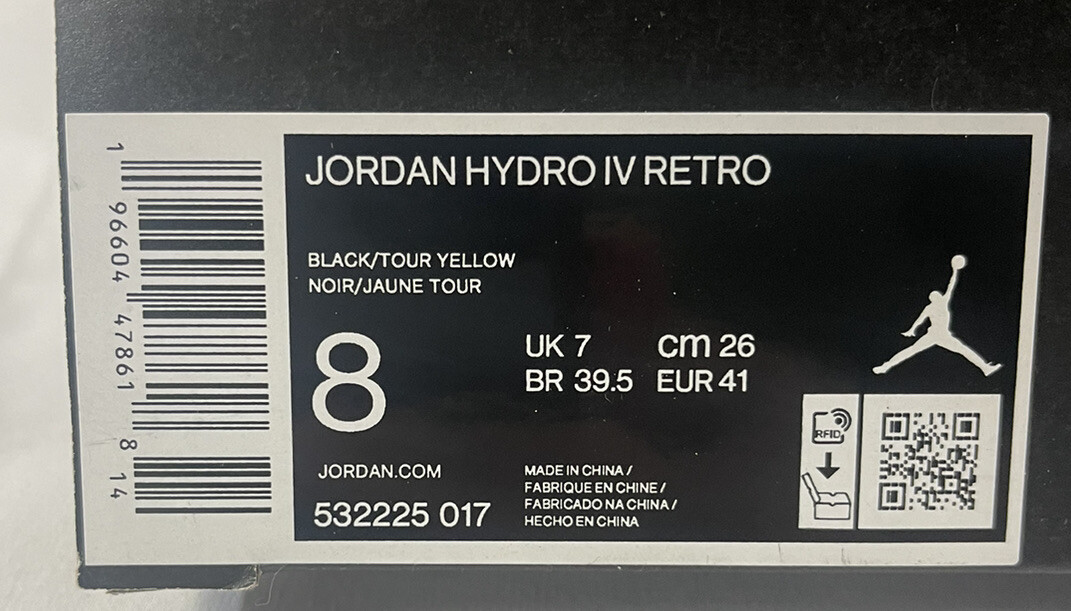 1 96604 47861 8 14
JORDAN HYDRO IV RETRO
BLACK/TOUR YELLOW
NOIR/JAUNE TOUR
8
UK 7 cm 26
BR 39.5 EUR 41
JORDAN.COM
532225 017
MADE IN CHINA /
FABRIQUE EN CHINE /
FABRICADO NA CHINA /
HECHO EN CHINA
RFID